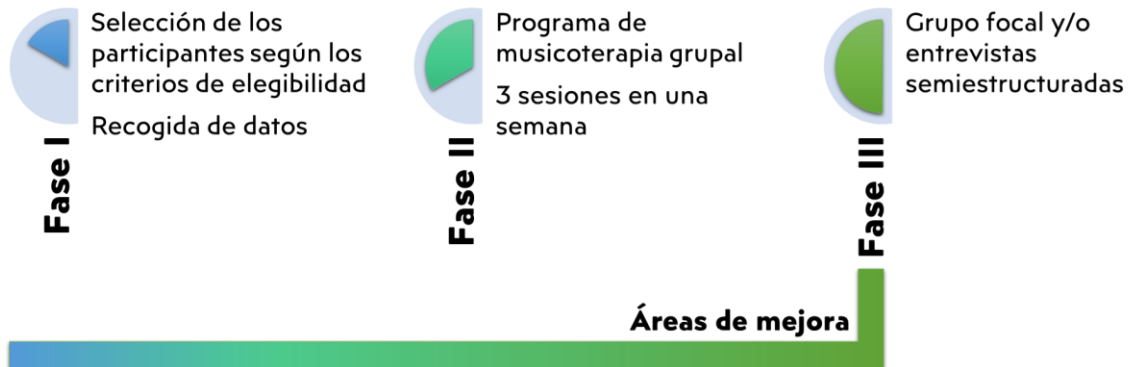 Selección de los
participantes según los
criterios de elegibilidad
Recogida de datos
Fase I
Programa de
musicoterapia grupal
3 sesiones en una
semana
Fase II
Grupo focal y/o
entrevistas
semiestructuradas
Fase III
Áreas de mejora